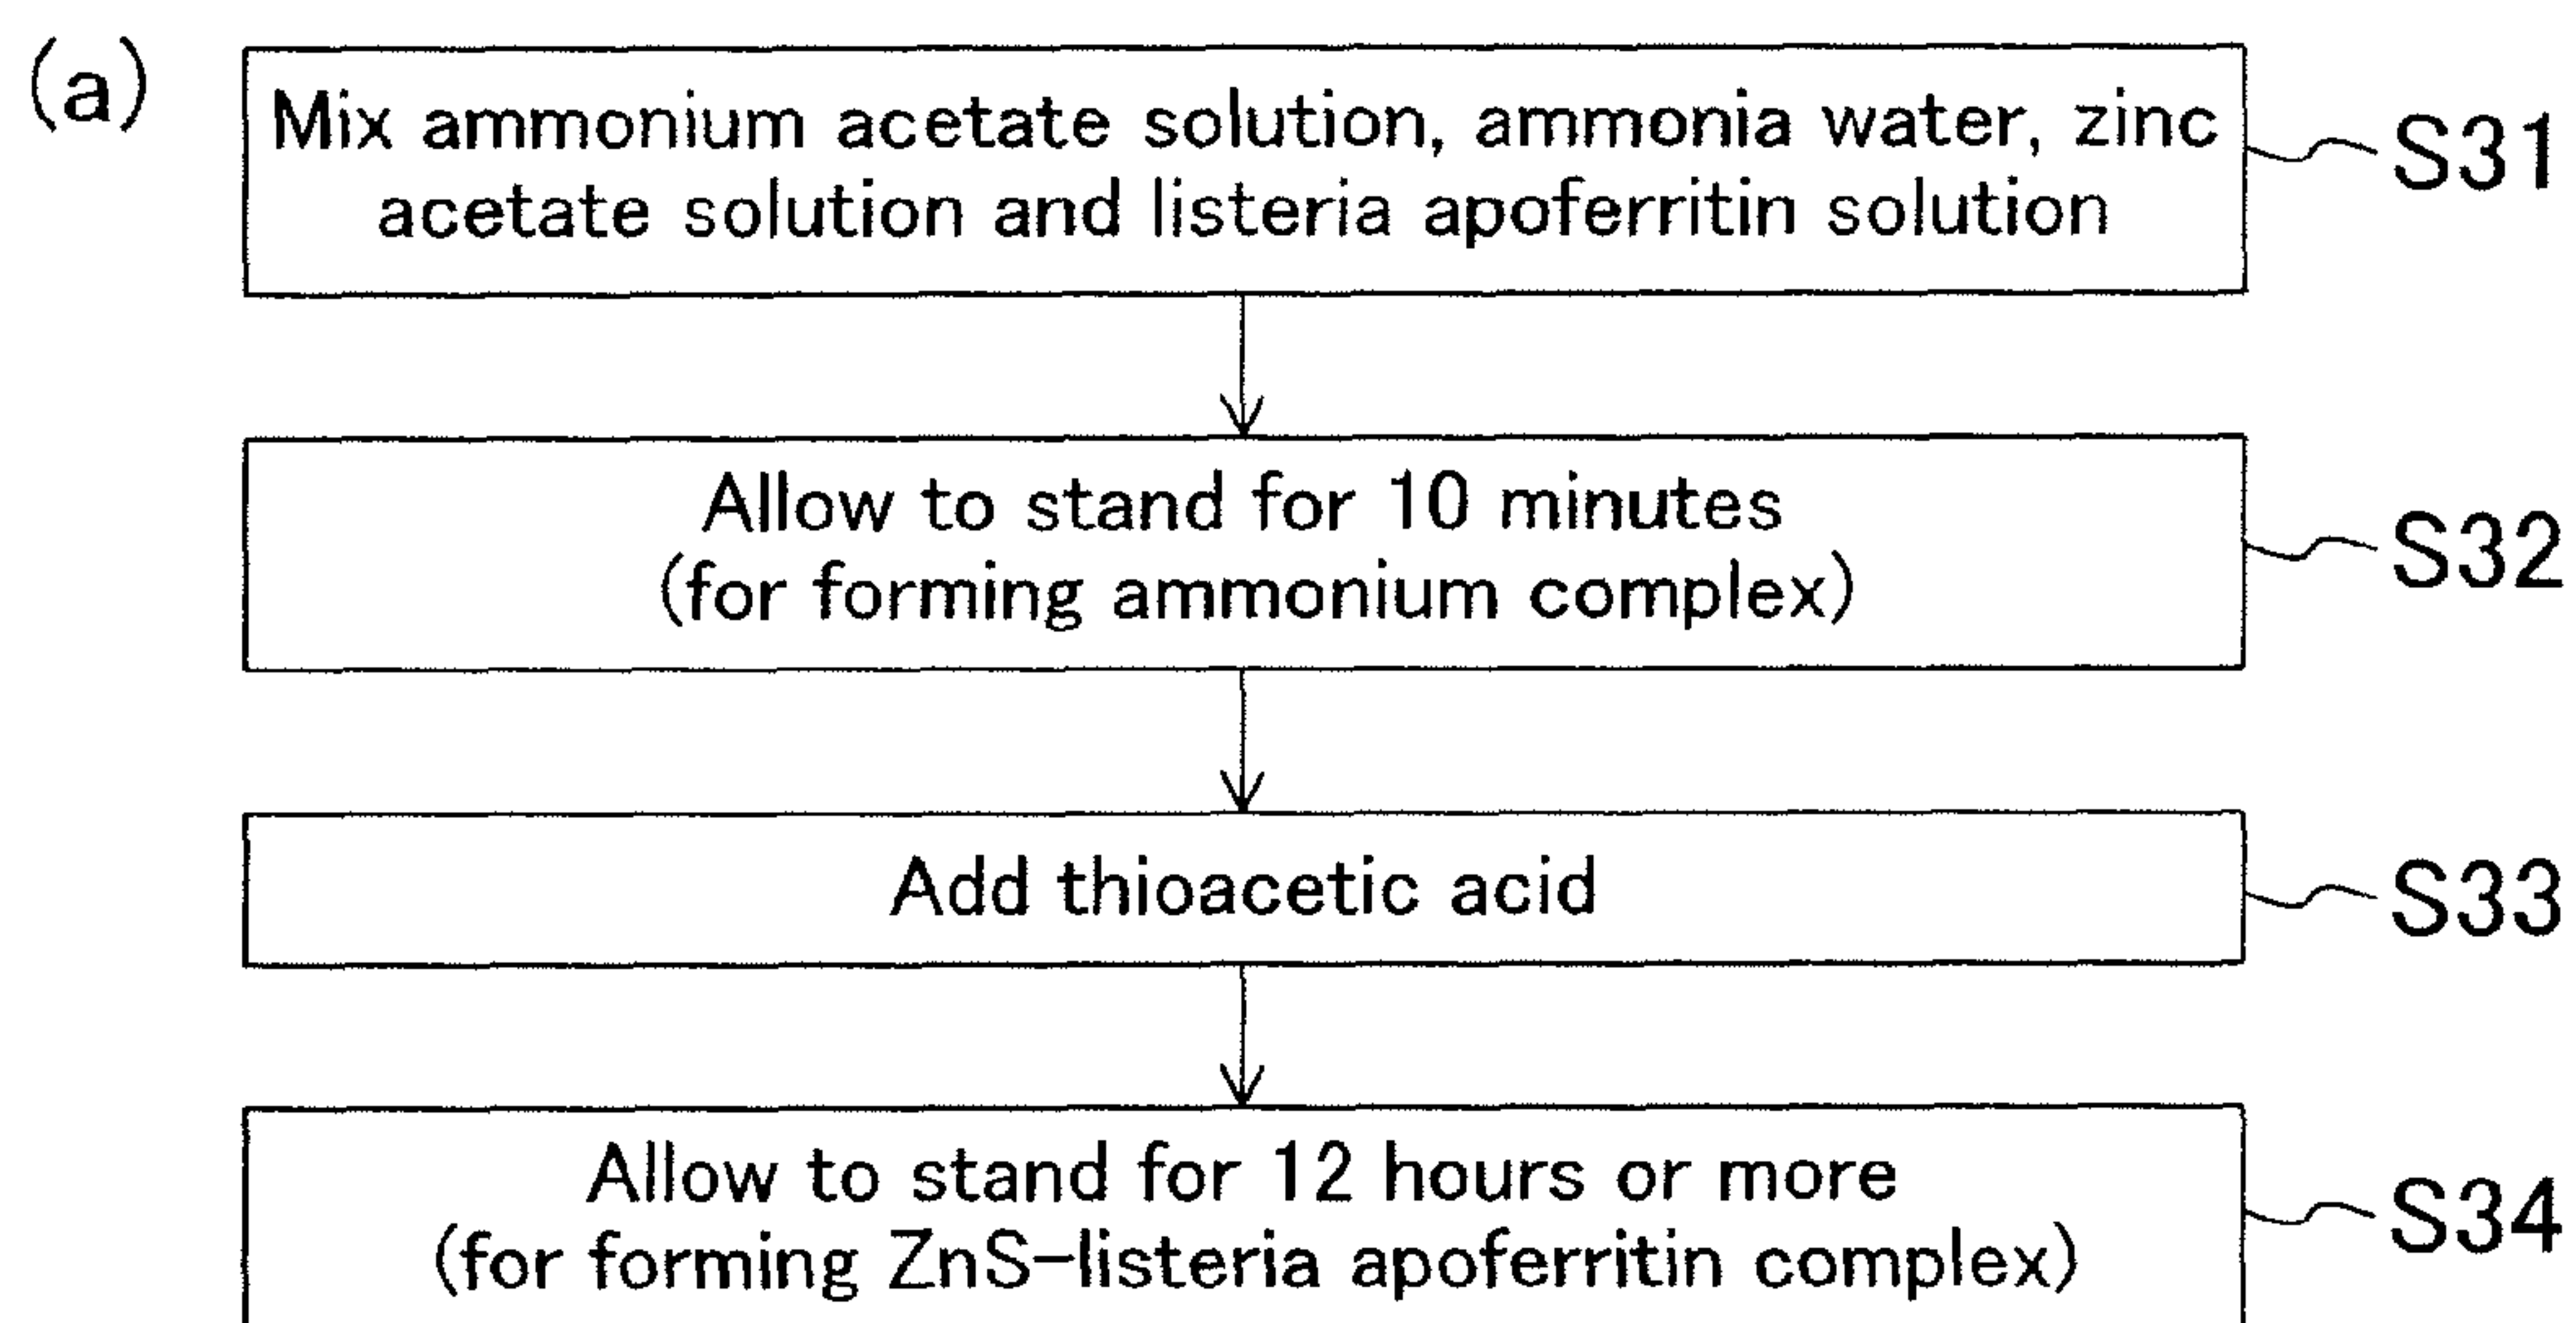 (a)
Mix ammonium acetate solution, ammonia water, zinc
acetate solution and listeria apoferritin solution
S31
Allow to stand for 10 minutes
(for forming ammonium complex)
S32
Add thioacetic acid
S33
Allow to stand for 12 hours or more
(for forming ZnS-listeria apoferritin complex)
S34